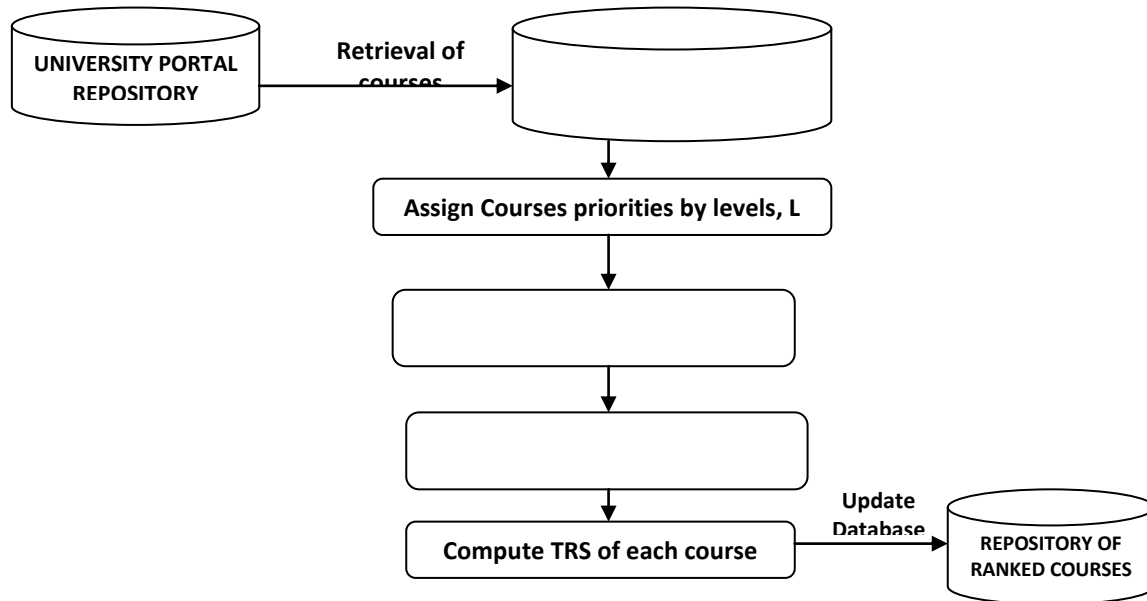 UNIVERSITY PORTAL
REPOSITORY
Retrieval of
courses
Assign Courses priorities by levels, L
Compute TRS of each course
Update
Database
REPOSITORY OF
RANKED COURSES